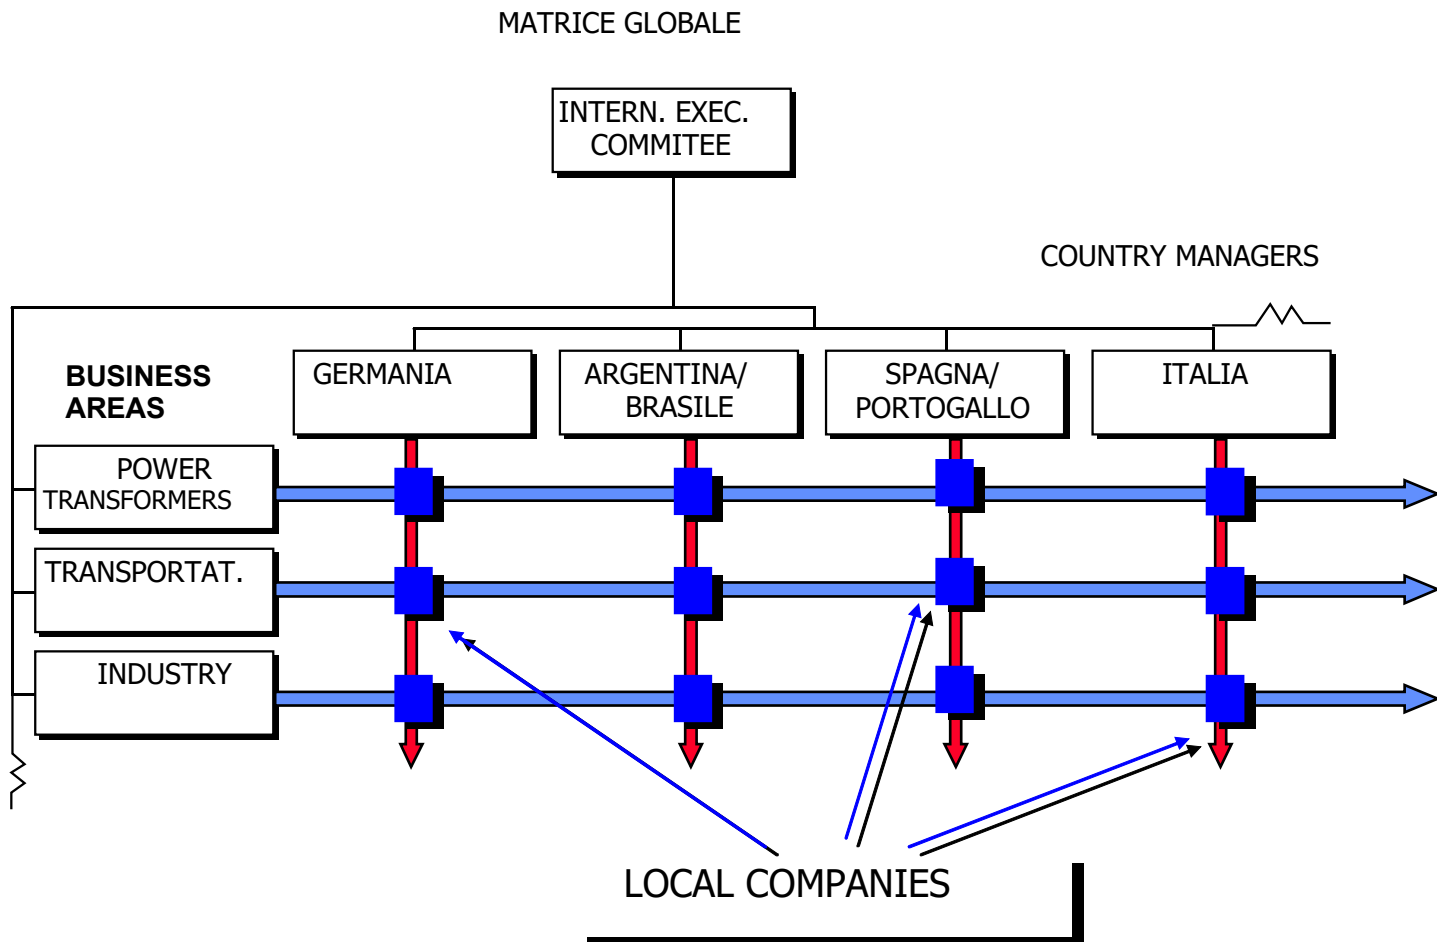 MATRICE GLOBALE
INTERN. EXEC.
COMMITEE
COUNTRY MANAGERS
BUSINESS
AREAS
GERMANIA
ARGENTINA/
BRASILE
SPAGNA/
PORTOGALLO
ITALIA
POWER
TRANSFORMERS
TRANSPORTAT.
INDUSTRY
LOCAL COMPANIES